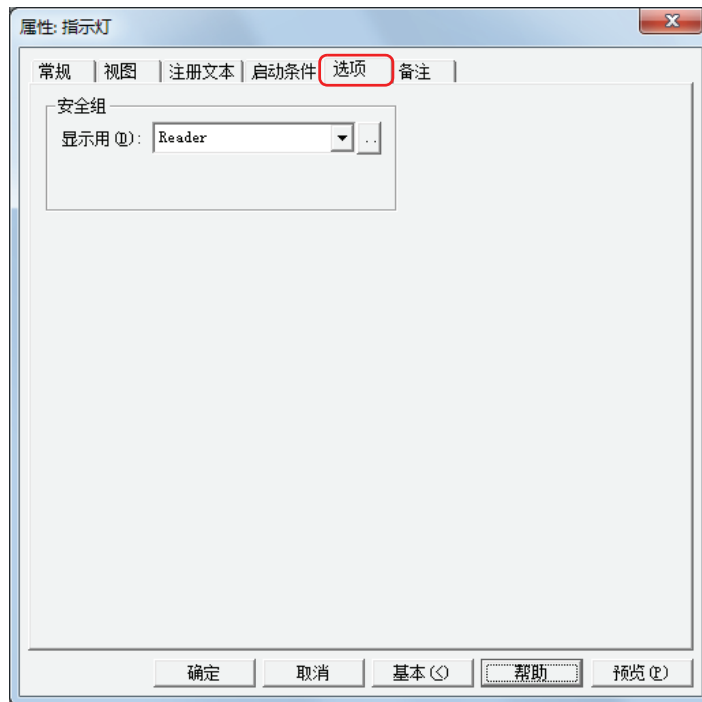 属性: 指示灯
x
常规 视图 注册文本 启动条件 选项 备注
安全组
显示用(D): Reader ..
确定 取消 基本(<) 帮助 预览(P)